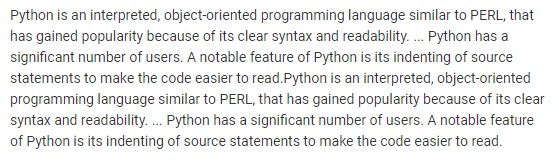 Python is an interpreted, object-oriented programming language similar to PERL, that
has gained popularity because of its clear syntax and readability. ... Python has a
significant number of users. A notable feature of Python is its indenting of source
statements to make the code easier to read.Python is an interpreted, object-oriented
programming language similar to PERL, that has gained popularity because of its clear
syntax and readability. ... Python has a significant number of users. A notable feature
of Python is its indenting of source statements to make the code easier to read.